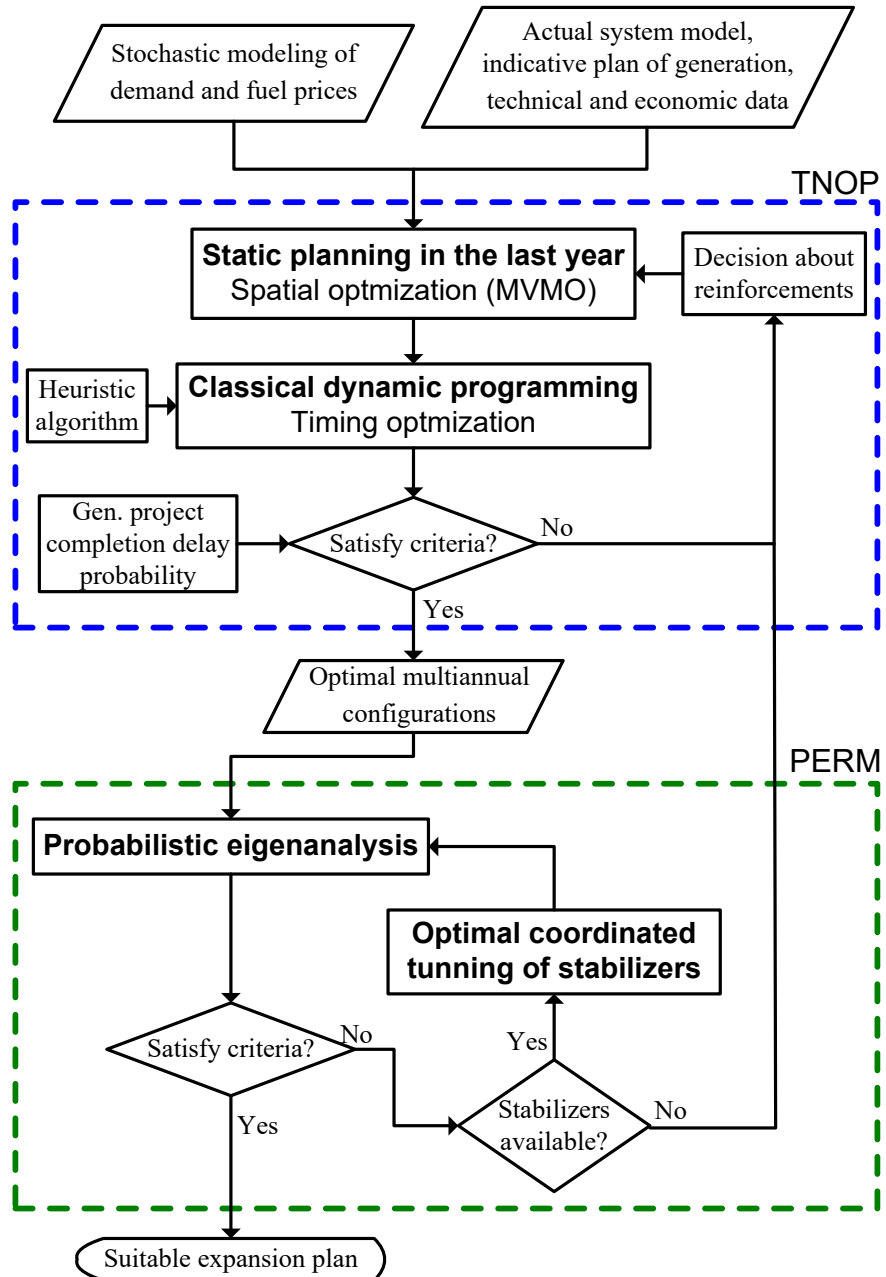 Stochastic modeling of
demand and fuel prices
Actual system model,
indicative plan of generation,
technical and economic data
TNOP
Static planning in the last year
Spatial optmization (MVMO)
Decision about
reinforcements
Heuristic
algorithm
Classical dynamic programming
Timing optmization
Gen. project
completion delay
probability
Satisfy criteria?
No
Yes
Optimal multiannual
configurations
PERM
Probabilistic eigenanalysis
Optimal coordinated
tunning of stabilizers
Satisfy criteria?
No
Yes
Stabilizers
available?
No
Yes
Suitable expansion plan